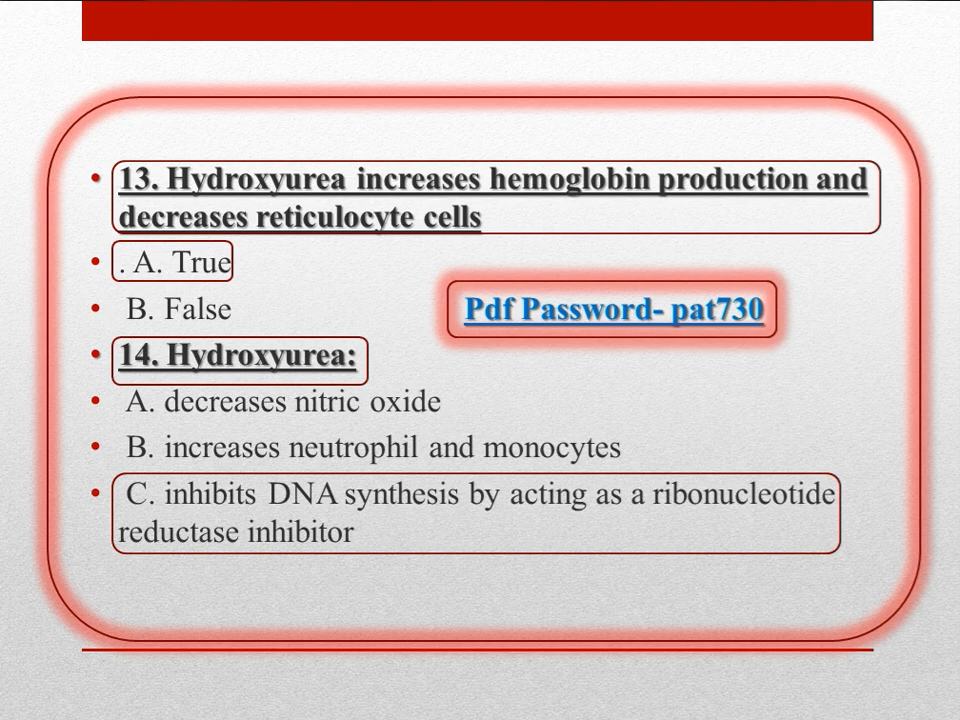 • 13. Hydroxyurea increases hemoglobin production and
decreases reticulocyte cells
• . A. True
• B. False
Pdf Password- pat730
• 14. Hydroxyurea:
• A. decreases nitric oxide
• B. increases neutrophil and monocytes
• C. inhibits DNA synthesis by acting as a ribonucleotide
reductase inhibitor